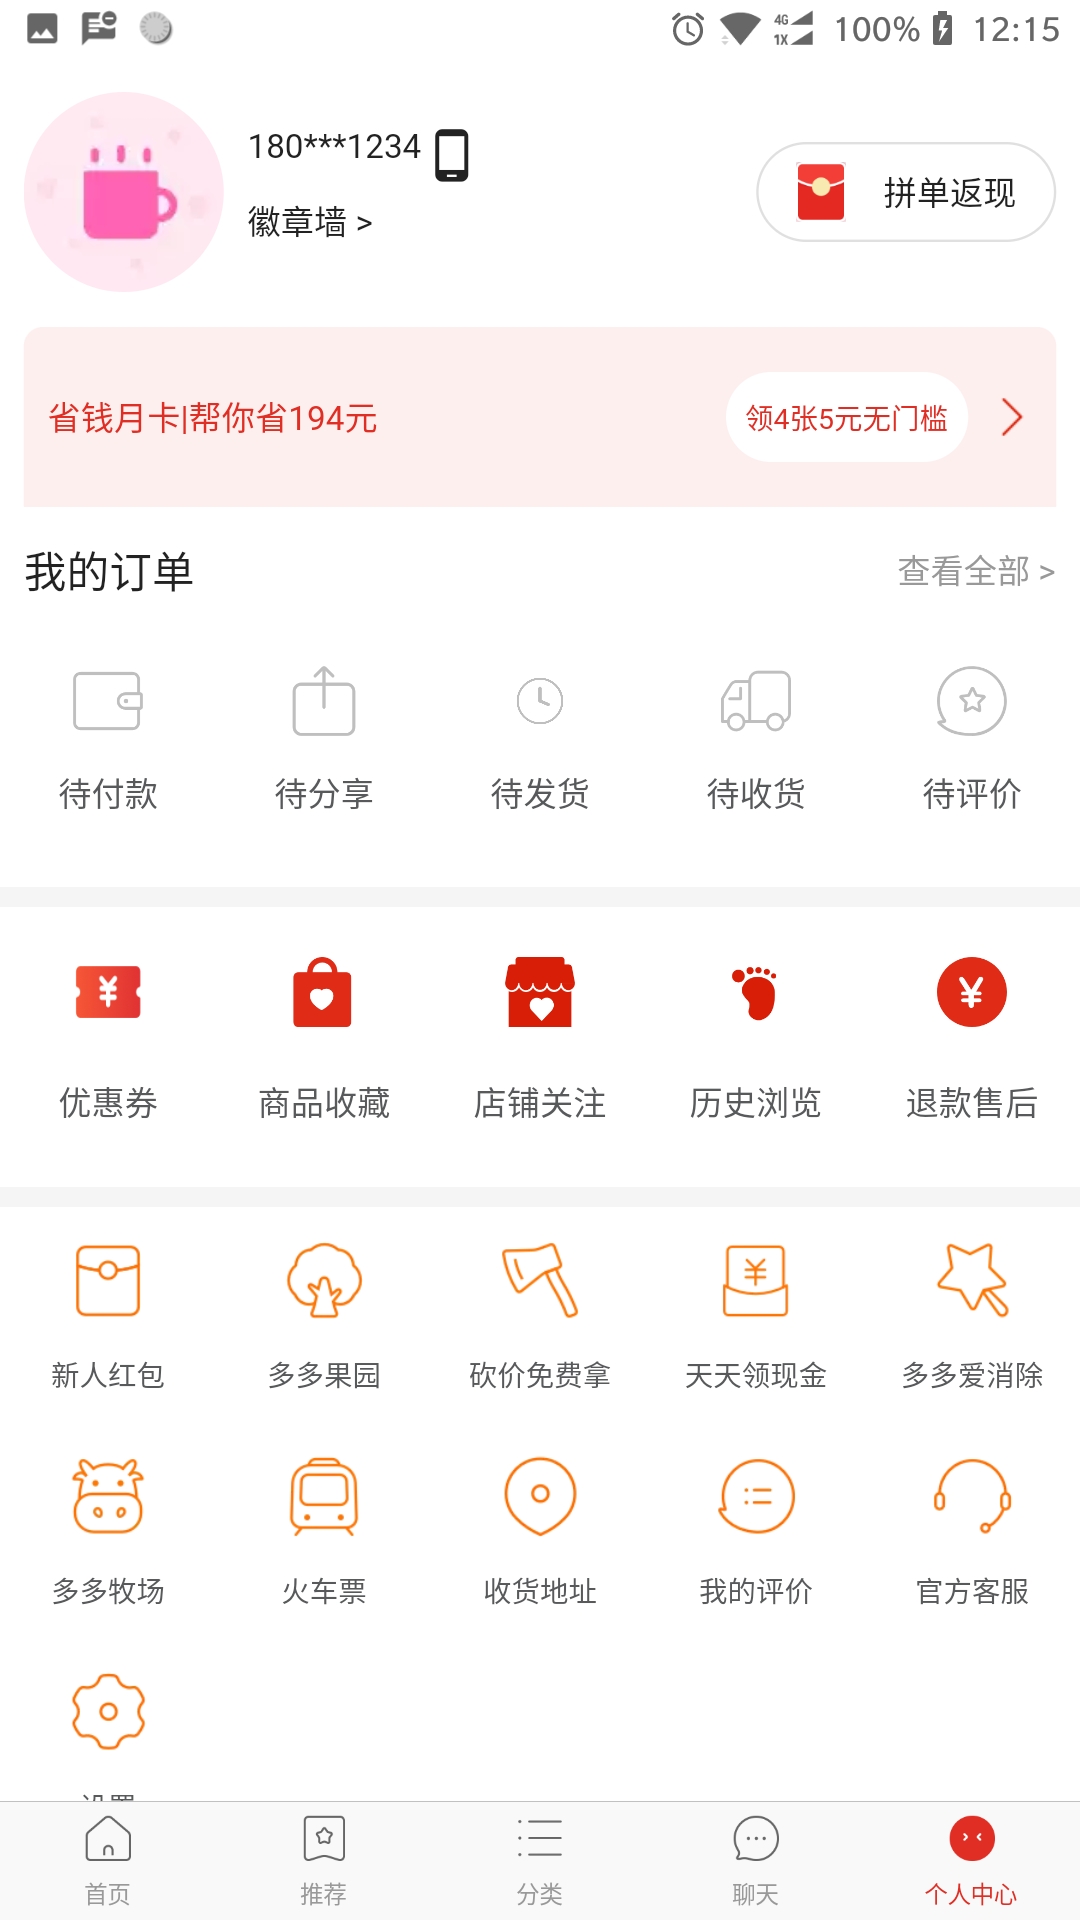 4G 1X 100% 12:15
180***1234
拼单返现
徽章墙 >
省钱月卡|帮你省194元 领4张5元无门槛
我的订单 查看全部 >
待付款 待分享 待发货 待收货 待评价
优惠券 商品收藏 店铺关注 历史浏览 退款售后
新人红包 多多果园 砍价免费拿 天天领现金 多多爱消除
多多牧场 火车票 收货地址 我的评价 官方客服
设置
首页 推荐 分类 聊天 个人中心